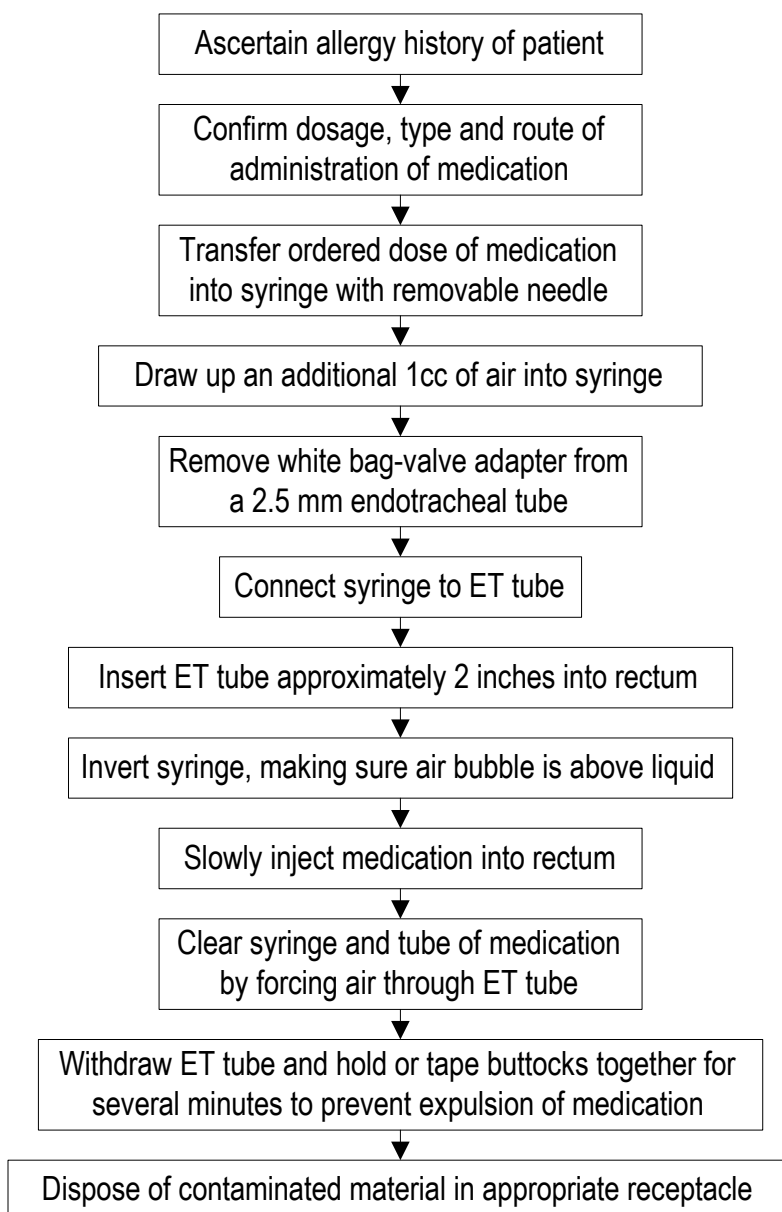 Ascertain allergy history of patient
Confirm dosage, type and route of
administration of medication
Transfer ordered dose of medication
into syringe with removable needle
Draw up an additional 1cc of air into syringe
Remove white bag-valve adapter from
a 2.5 mm endotracheal tube
Connect syringe to ET tube
Insert ET tube approximately 2 inches into rectum
Invert syringe, making sure air bubble is above liquid
Slowly inject medication into rectum
Clear syringe and tube of medication
by forcing air through ET tube
Withdraw ET tube and hold or tape buttocks together for
several minutes to prevent expulsion of medication
Dispose of contaminated material in appropriate receptacle